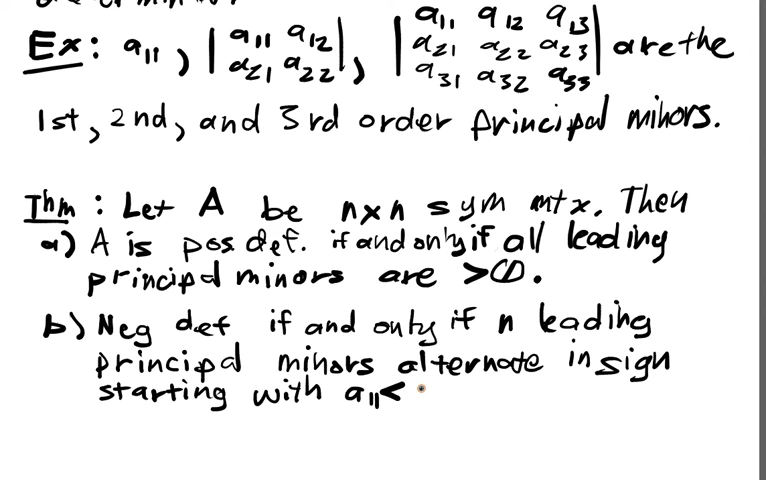 Ex: a₁₁, |a₁₁ a₁₂|, |a₁₁ a₁₂ a₁₃| are the
|a₂₁ a₂₂| |a₂₁ a₂₂ a₂₃|
|a₃₁ a₃₂ a₃₃|
1st, 2nd, and 3rd order principal minors.
Thm: Let A be n×n sym mtx. Then
a) A is pos def. if and only if all leading
principal minors are >0.
b) Neg def if and only if n leading
principal minors alternate in sign
starting with a₁₁<